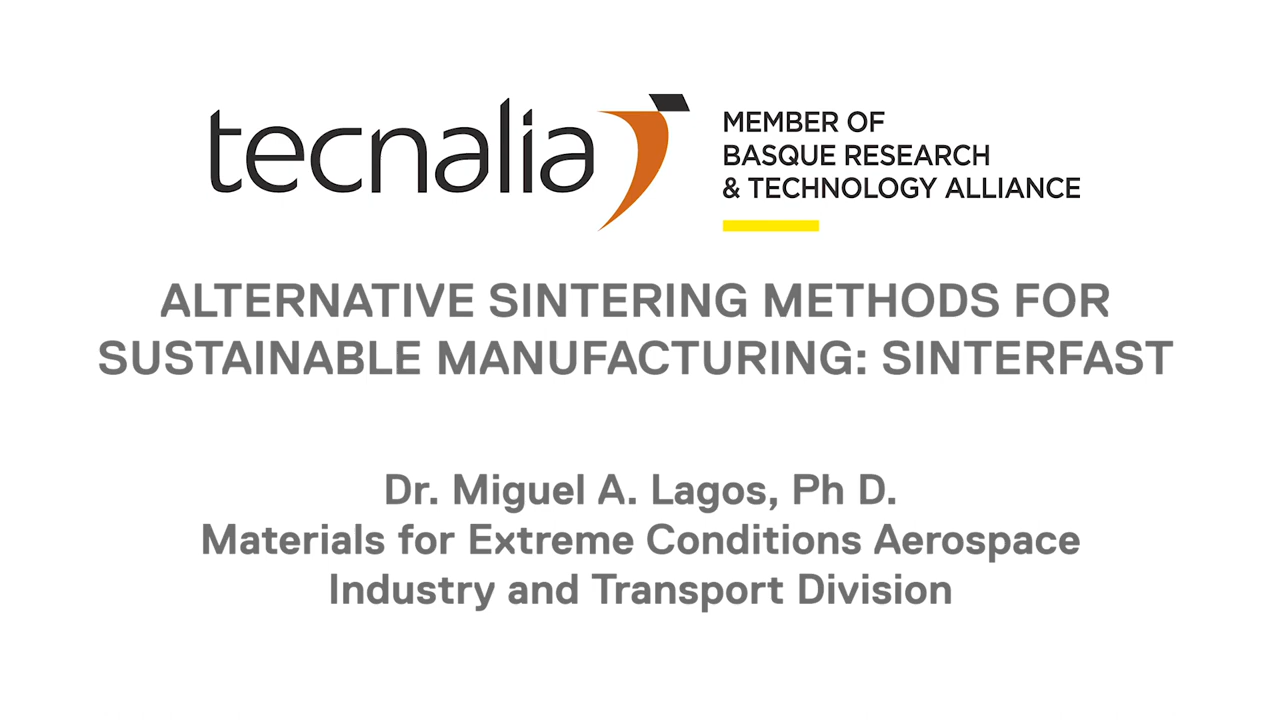 tecnalia
MEMBER OF
BASQUE RESEARCH
& TECHNOLOGY ALLIANCE
ALTERNATIVE SINTERING METHODS FOR
SUSTAINABLE MANUFACTURING: SINTERFAST
Dr. Miguel A. Lagos, Ph D.
Materials for Extreme Conditions Aerospace
Industry and Transport Division